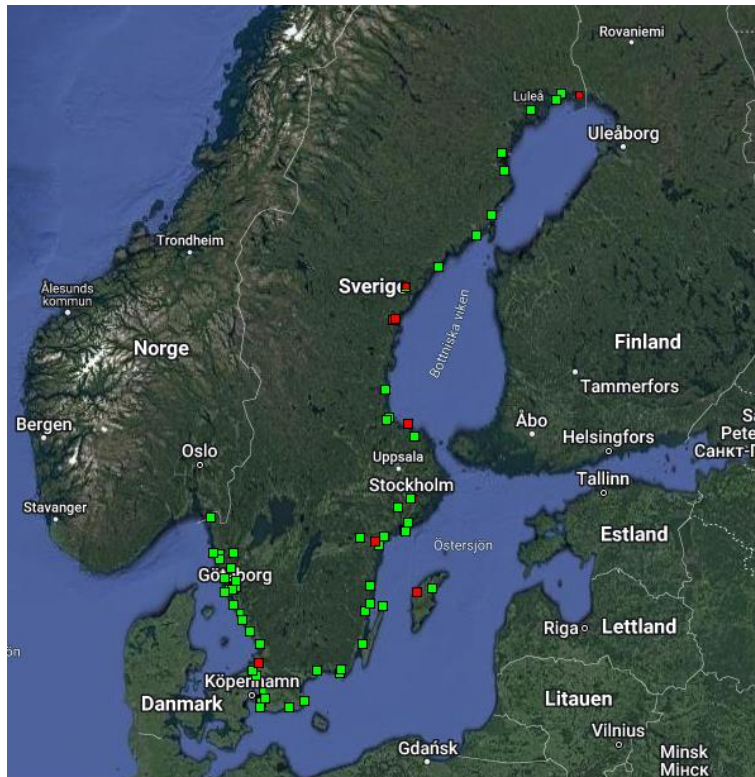 Rovaniemi
Luleå
Uleåborg
Trondheim
Sverige
Ålesunds
kommun
Bottniska viken
Norge
Finland
Tammerfors
Bergen
Åbo
Oslo
Helsingfors
Uppsala
Tallinn
Stockholm
Stavanger
Estland
Östersjön
Göteborg
Riga
Lettland
Köpenhamn
Danmark
Litauen
Vilnius
Gdańsk
Minsk
Мінск